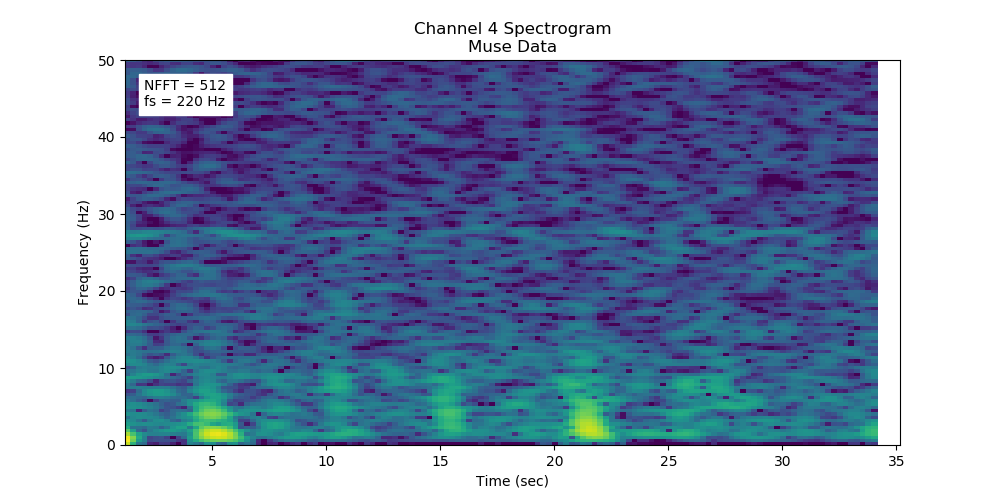 Channel 4 Spectrogram
Muse Data
NFFT = 512
fs = 220 Hz
50
40
30
20
10
0
Frequency (Hz)
5
10
15
20
25
30
35
Time (sec)